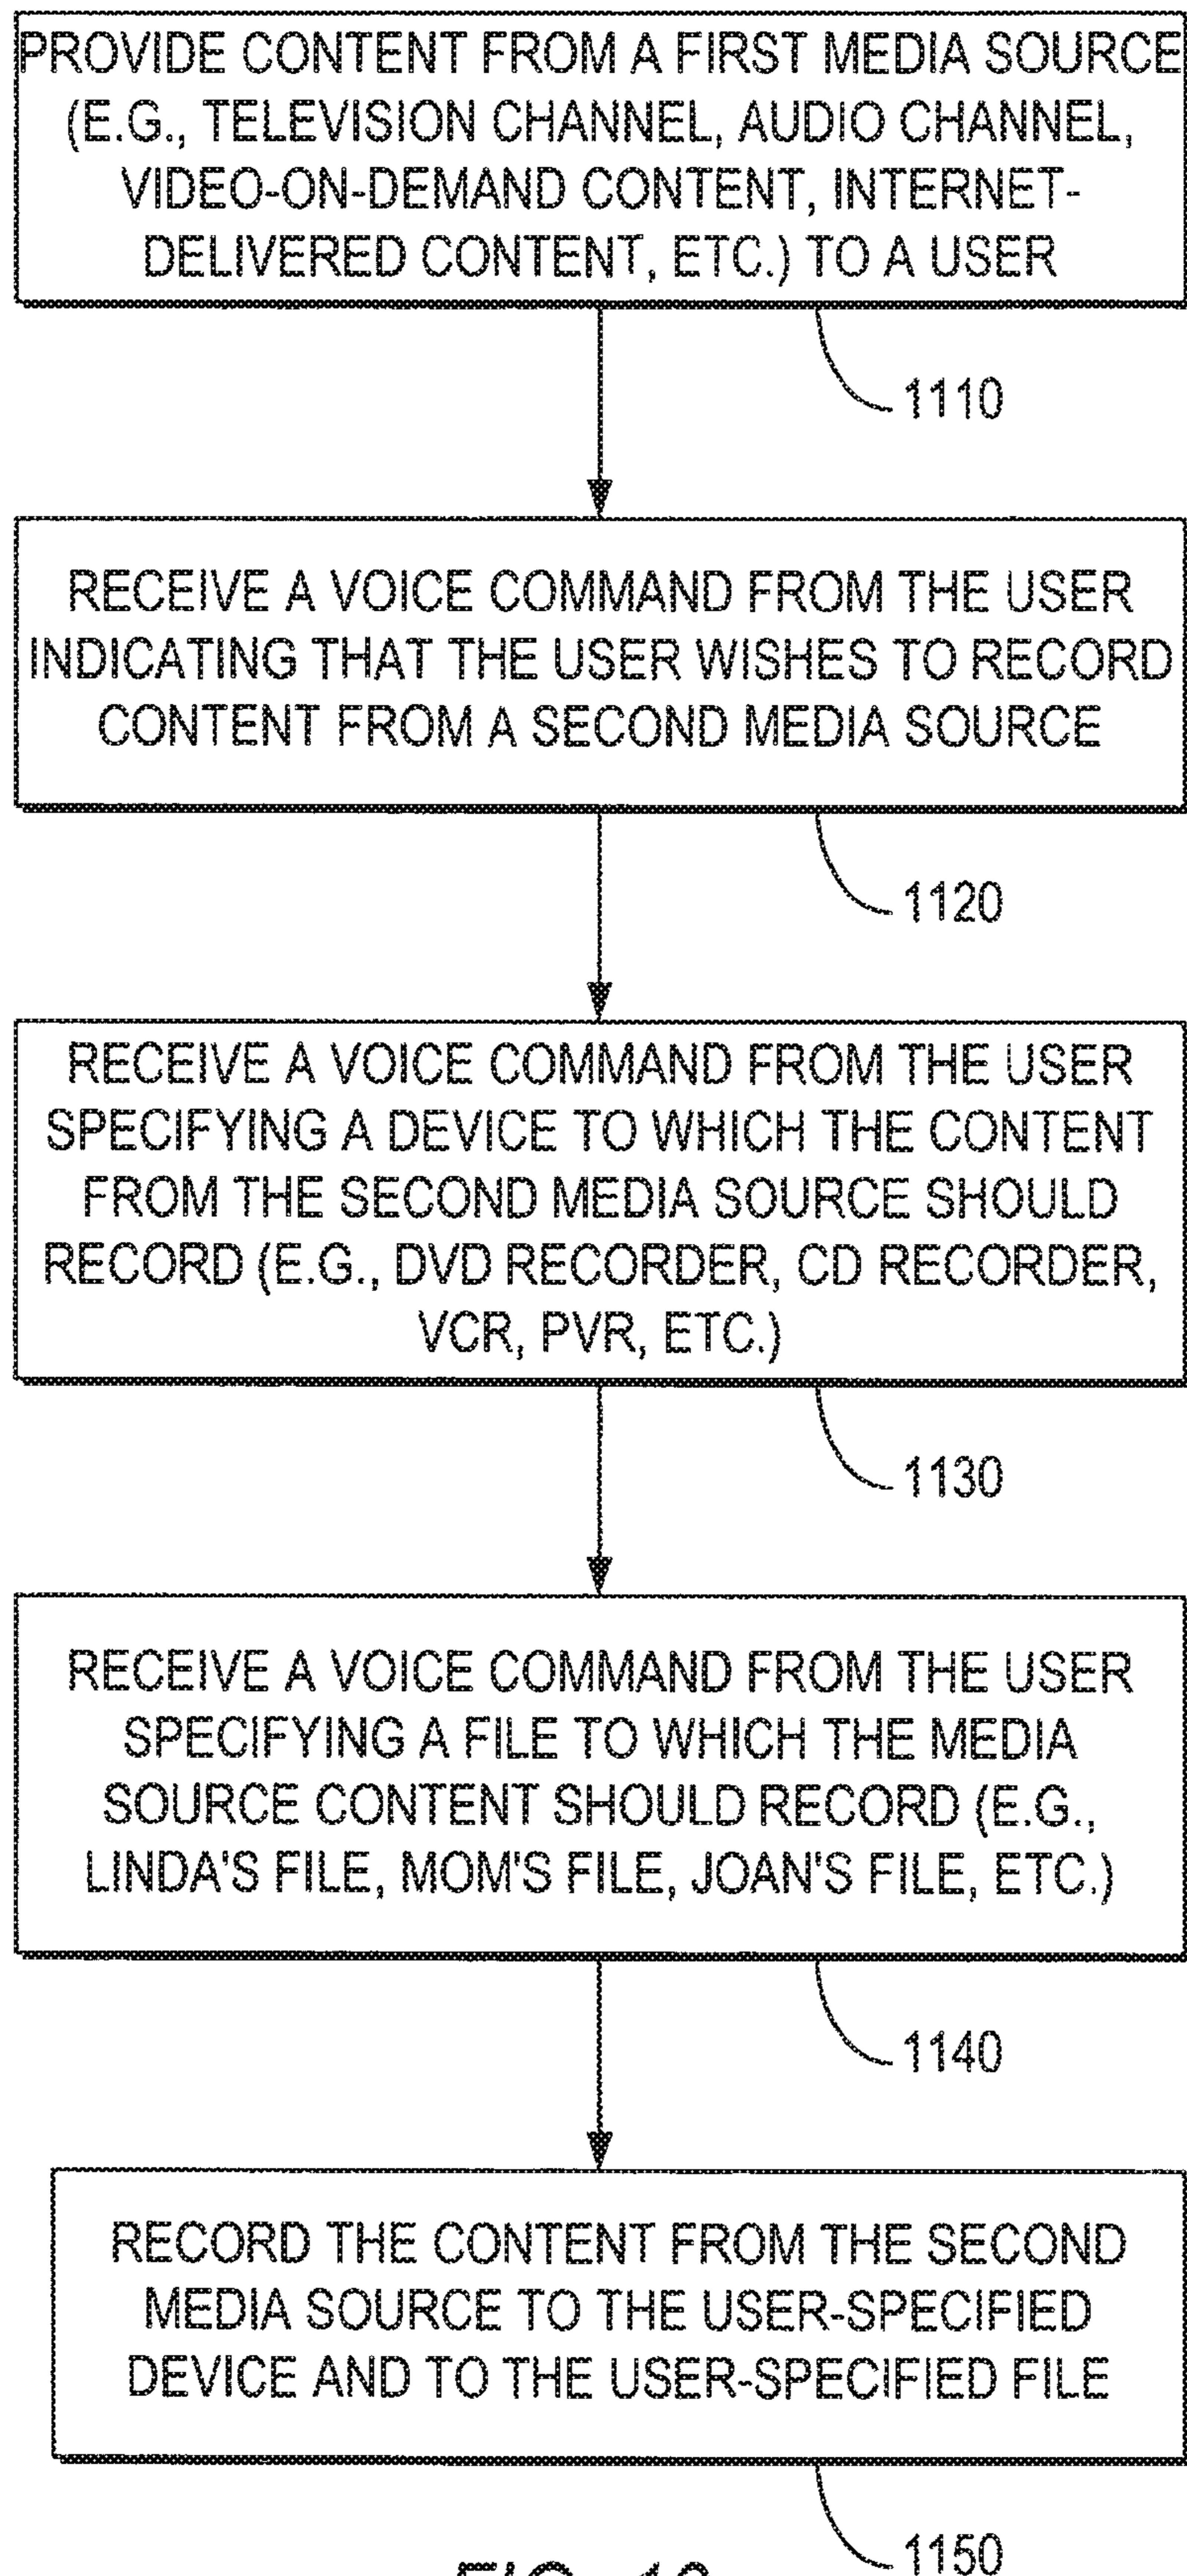 PROVIDE CONTENT FROM A FIRST MEDIA SOURCE
(E.G., TELEVISION CHANNEL, AUDIO CHANNEL,
VIDEO-ON-DEMAND CONTENT, INTERNET-
DELIVERED CONTENT, ETC.) TO A USER
1110
RECEIVE A VOICE COMMAND FROM THE USER
INDICATING THAT THE USER WISHES TO RECORD
CONTENT FROM A SECOND MEDIA SOURCE
1120
RECEIVE A VOICE COMMAND FROM THE USER
SPECIFYING A DEVICE TO WHICH THE CONTENT
FROM THE SECOND MEDIA SOURCE SHOULD
RECORD (E.G., DVD RECORDER, CD RECORDER,
VCR, PVR, ETC.)
1130
RECEIVE A VOICE COMMAND FROM THE USER
SPECIFYING A FILE TO WHICH THE MEDIA
SOURCE CONTENT SHOULD RECORD (E.G.,
LINDA'S FILE, MOM'S FILE, JOAN'S FILE, ETC.)
1140
RECORD THE CONTENT FROM THE SECOND
MEDIA SOURCE TO THE USER-SPECIFIED
DEVICE AND TO THE USER-SPECIFIED FILE
1150
FIG.